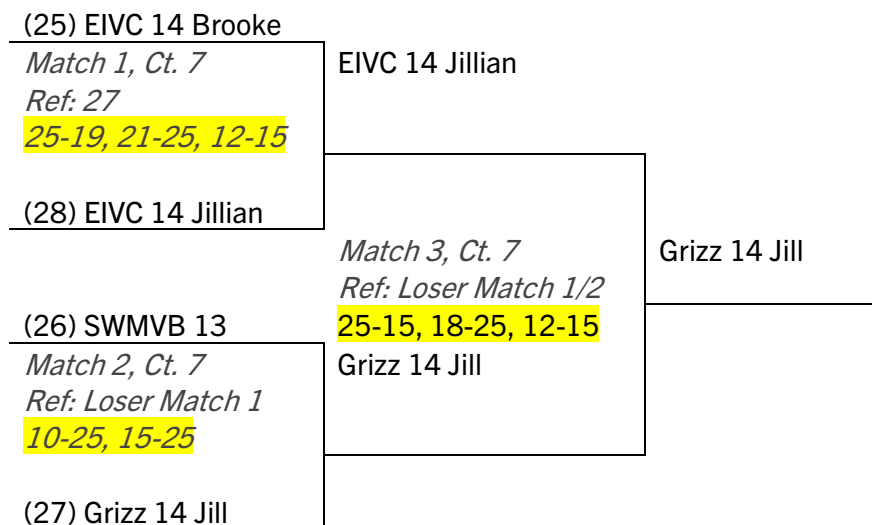 (25) EIVC 14 Brooke
Match 1, Ct. 7
Ref: 27
25-19, 21-25, 12-15
(28) EIVC 14 Jillian
(26) SWMVB 13
Match 2, Ct. 7
Ref: Loser Match 1
10-25, 15-25
(27) Grizz 14 Jill
EIVC 14 Jillian
Match 3, Ct. 7
Ref: Loser Match 1/2
25-15, 18-25, 12-15
Grizz 14 Jill
Grizz 14 Jill